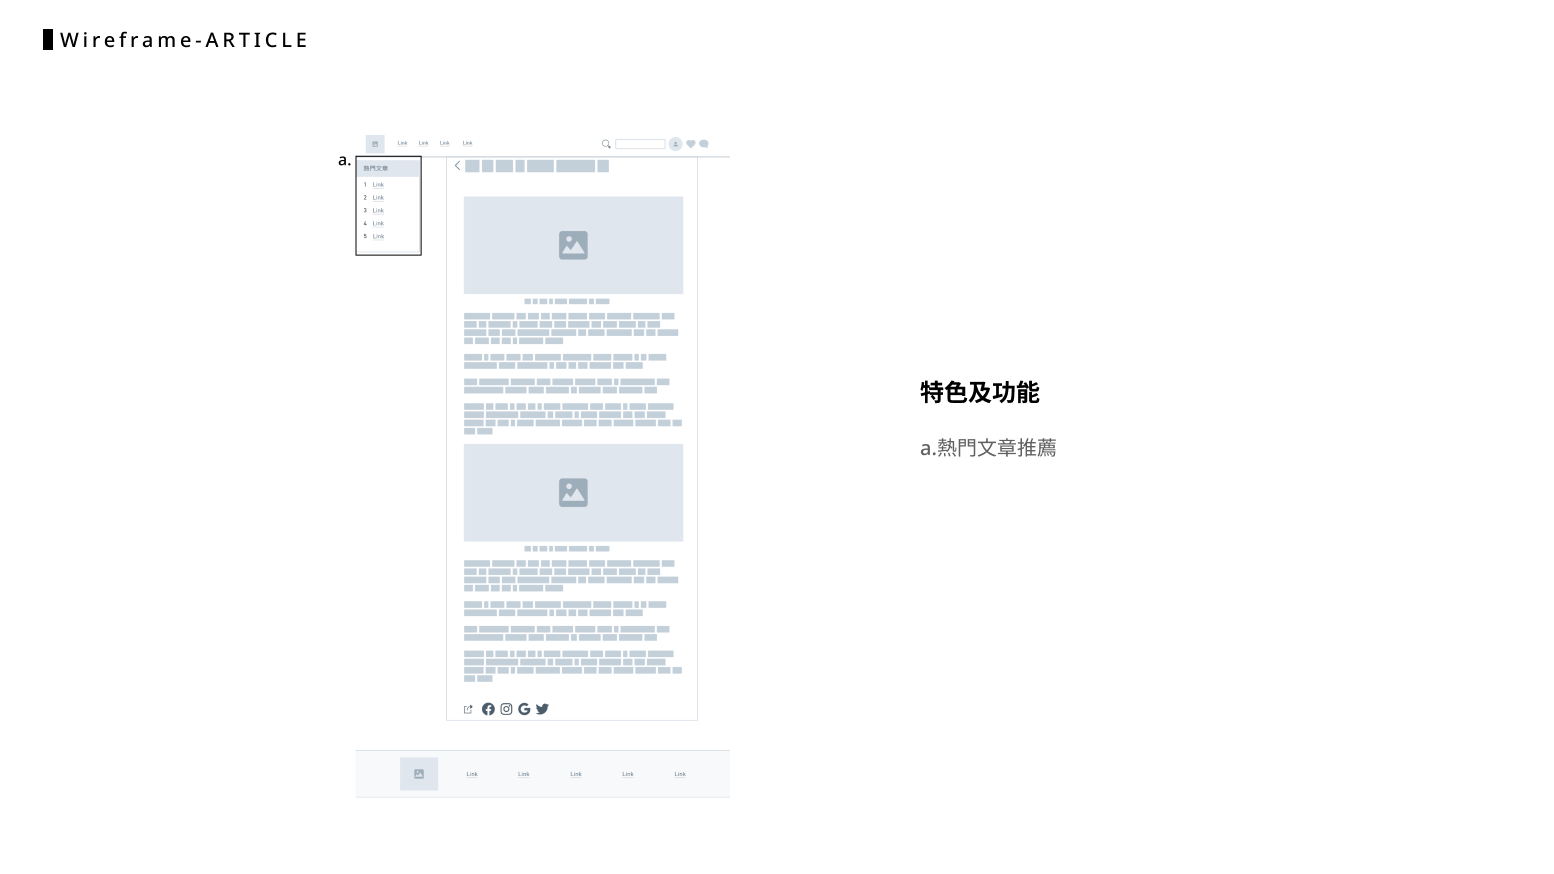 Wireframe-ARTICLE
Link Link Link Link
a.
熱門文章
1 Link
2 Link
3 Link
4 Link
5 Link
特色及功能
a.熱門文章推薦
Link Link Link Link Link